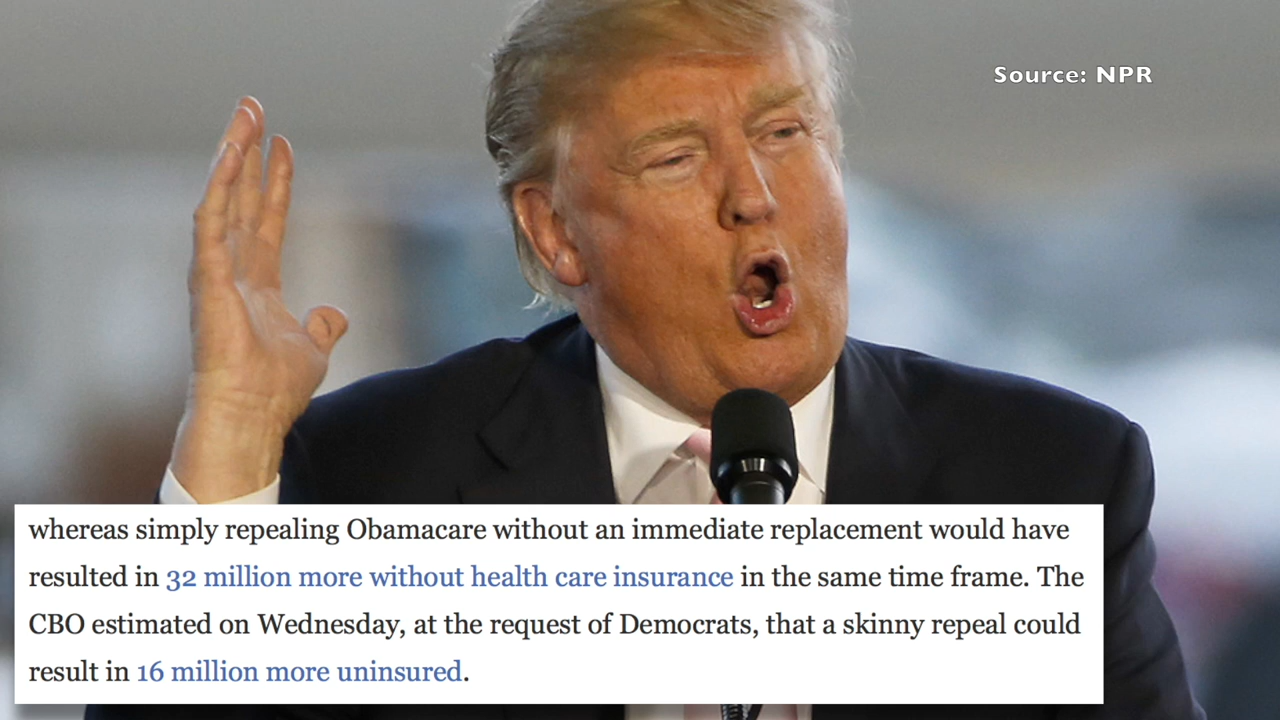 Source: NPR
whereas simply repealing Obamacare without an immediate replacement would have
resulted in 32 million more without health care insurance in the same time frame. The
CBO estimated on Wednesday, at the request of Democrats, that a skinny repeal could
result in 16 million more uninsured.